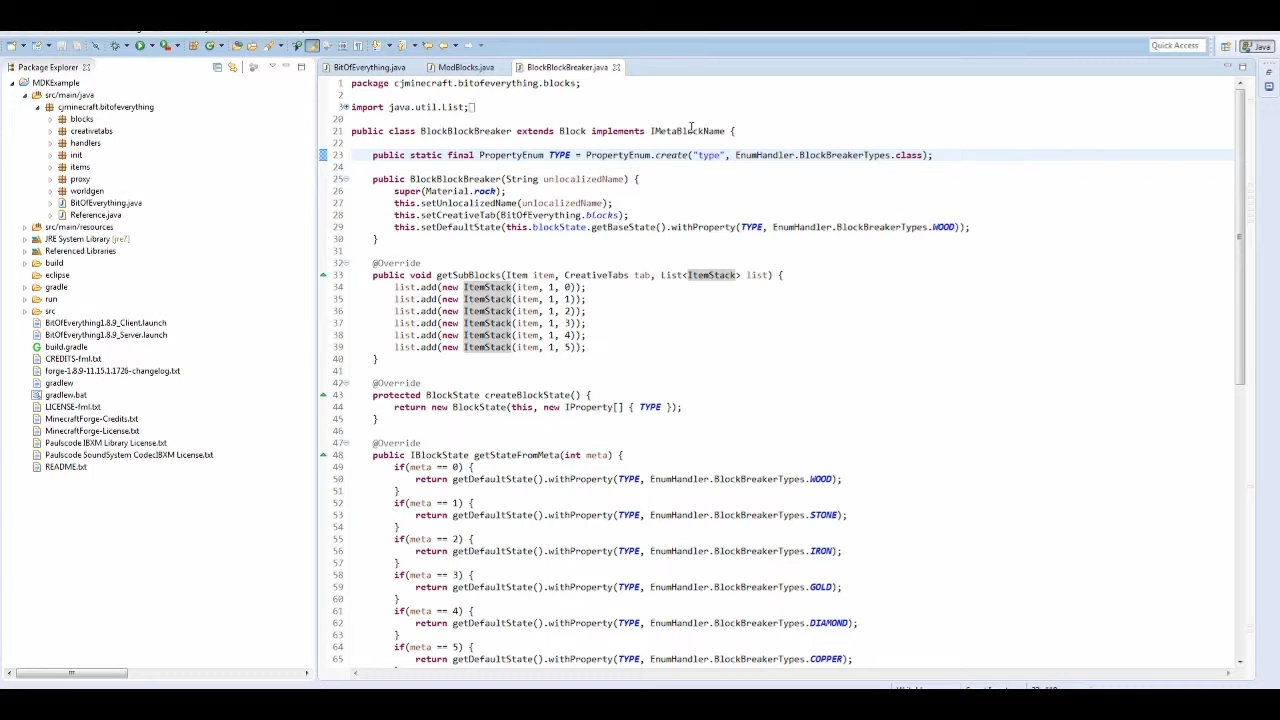 Quick Access
Java
Package Explorer
MDKExample
src/main/java
cjminecraft.bitofeverything
blocks
creativetabs
handlers
init
items
proxy
worldgen
BitOfEverything.java
Reference.java
src/main/resources
JRE System Library [jre7]
Referenced Libraries
build
eclipse
gradle
run
src
BitOfEverything1.8.9_Client.launch
BitOfEverything1.8.9_Server.launch
build.gradle
CREDITS-fml.txt
forge-1.8.9-11.15.1.1726-changelog.txt
gradlew
gradlew.bat
LICENSE-fml.txt
MinecraftForge-Credits.txt
MinecraftForge-License.txt
Paulscode IBXM Library License.txt
Paulscode SoundSystem CodecIBXM License.txt
README.txt
BitOfEverything.java ModBlocks.java BlockBlockBreaker.java
1 package cjminecraft.bitofeverything.blocks;
2
3 import java.util.List;
20
21 public class BlockBlockBreaker extends Block implements IMetaBlockName {
22
23 public static final PropertyEnum TYPE = PropertyEnum.create("type", EnumHandler.BlockBreakerTypes.class);
24
25 public BlockBlockBreaker(String unlocalizedName) {
26 super(Material.rock);
27 this.setUnlocalizedName(unlocalizedName);
28 this.setCreativeTab(BitOfEverything.blocks);
29 this.setDefaultState(this.blockState.getBaseState().withProperty(TYPE, EnumHandler.BlockBreakerTypes.WOOD));
30 }
31
32 @Override
33 public void getSubBlocks(Item item, CreativeTabs tab, List<ItemStack> list) {
34 list.add(new ItemStack(item, 1, 0));
35 list.add(new ItemStack(item, 1, 1));
36 list.add(new ItemStack(item, 1, 2));
37 list.add(new ItemStack(item, 1, 3));
38 list.add(new ItemStack(item, 1, 4));
39 list.add(new ItemStack(item, 1, 5));
40 }
41
42 @Override
43 protected BlockState createBlockState() {
44 return new BlockState(this, new IProperty[] { TYPE });
45 }
46
47 @Override
48 public IBlockState getStateFromMeta(int meta) {
49 if(meta == 0) {
50 return getDefaultState().withProperty(TYPE, EnumHandler.BlockBreakerTypes.WOOD);
51 }
52 if(meta == 1) {
53 return getDefaultState().withProperty(TYPE, EnumHandler.BlockBreakerTypes.STONE);
54 }
55 if(meta == 2) {
56 return getDefaultState().withProperty(TYPE, EnumHandler.BlockBreakerTypes.IRON);
57 }
58 if(meta == 3) {
59 return getDefaultState().withProperty(TYPE, EnumHandler.BlockBreakerTypes.GOLD);
60 }
61 if(meta == 4) {
62 return getDefaultState().withProperty(TYPE, EnumHandler.BlockBreakerTypes.DIAMOND);
63 }
64 if(meta == 5) {
65 return getDefaultState().withProperty(TYPE, EnumHandler.BlockBreakerTypes.COPPER);